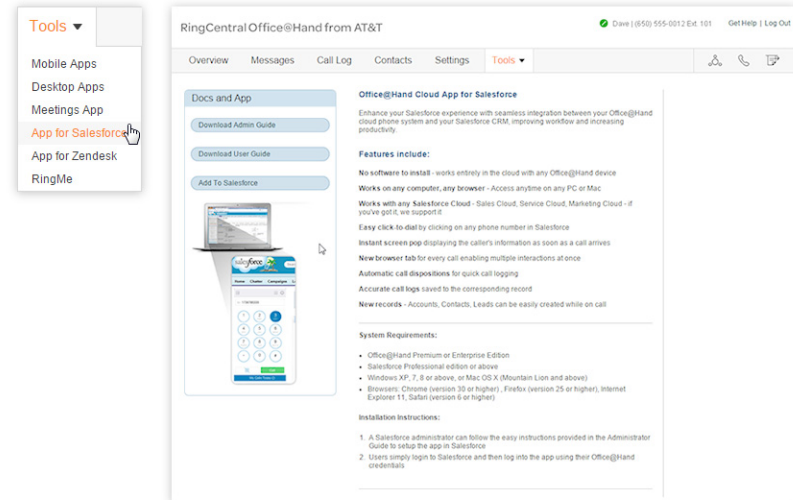 Tools
Mobile Apps
Desktop Apps
Meetings App
App for Salesforce
App for Zendesk
RingMe
RingCentral Office@Hand from AT&T
Dave | (650) 555-0012 Ext. 101 Get Help | Log Out
Overview Messages Call Log Contacts Settings Tools
Docs and App
Download Admin Guide
Download User Guide
Add To Salesforce
salesforce
Home Chatter Campaigns
Office@Hand Cloud App for Salesforce
Enhance your Salesforce experience with seamless integration between your Office@Hand
cloud phone system and your Salesforce CRM, improving workflow and increasing
productivity.
Features include:
No software to install - works entirely in the cloud with any Office@Hand device
Works on any computer, any browser - Access anytime on any PC or Mac
Works with any Salesforce Cloud - Sales Cloud, Service Cloud, Marketing Cloud - if
you've got it, we support it
Easy click-to-dial by clicking on any phone number in Salesforce
Instant screen pop displaying the caller's information as soon as a call arrives
New browser tab for every call enabling multiple interactions at once
Automatic call dispositions for quick call logging
Accurate call logs saved to the corresponding record
New records - Accounts, Contacts, Leads can be easily created while on call
System Requirements:
• Office@Hand Premium or Enterprise Edition
• Salesforce Professional edition or above
• Windows XP, 7, 8 or above, or Mac OS X (Mountain Lion and above)
• Browsers: Chrome (version 30 or higher) , Firefox (version 25 or higher), Internet
Explorer 11, Safari (version 6 or higher)
Installation Instructions:
1. A Salesforce administrator can follow the easy instructions provided in the Administrator
Guide to setup the app in Salesforce
2. Users simply login to Salesforce and then log into the app using their Office@Hand
credentials